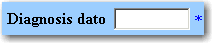 Diagnosis dato *